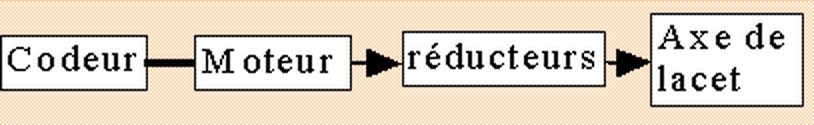 Codeur
Moteur
réducteurs
Axe de
lacet